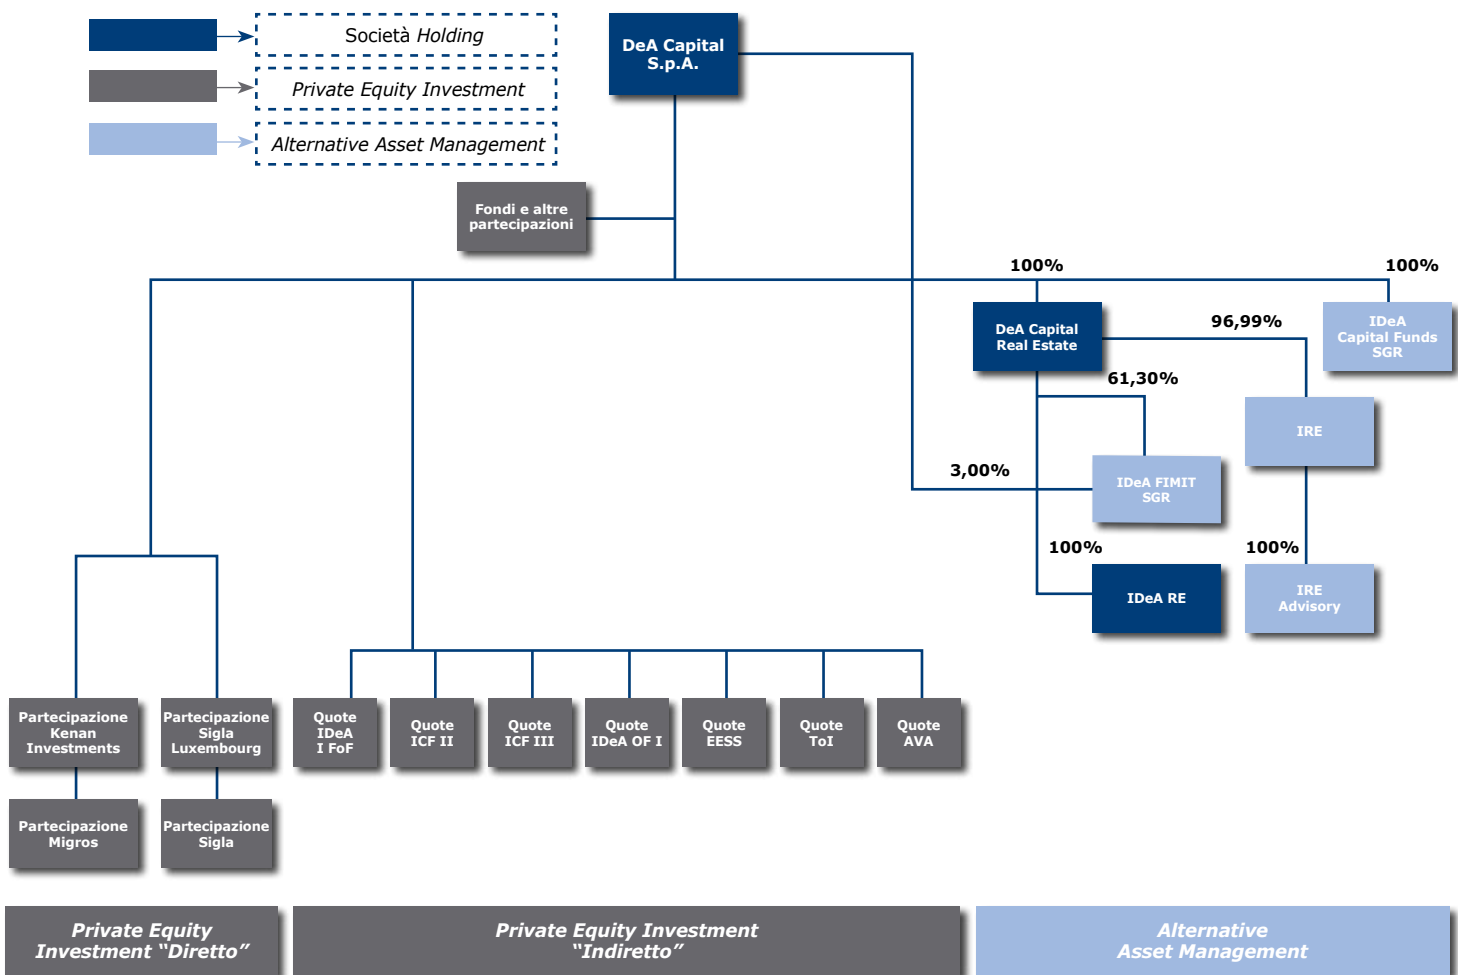 Società Holding
Private Equity Investment
Alternative Asset Management
DeA Capital
S.p.A.
Fondi e altre
partecipazioni
100%
100%
DeA Capital
Real Estate
96,99%
IDeA
Capital Funds
SGR
61,30%
IRE
3,00%
IDeA FIMIT
SGR
100%
100%
IDeA RE
IRE
Advisory
Partecipazione
Kenan
Investments
Partecipazione
Sigla
Luxembourg
Quote
IDeA
I FoF
Quote
ICF II
Quote
ICF III
Quote
IDeA OF I
Quote
EESS
Quote
ToI
Quote
AVA
Partecipazione
Migros
Partecipazione
Sigla
Private Equity
Investment “Diretto”
Private Equity Investment
“Indiretto”
Alternative
Asset Management